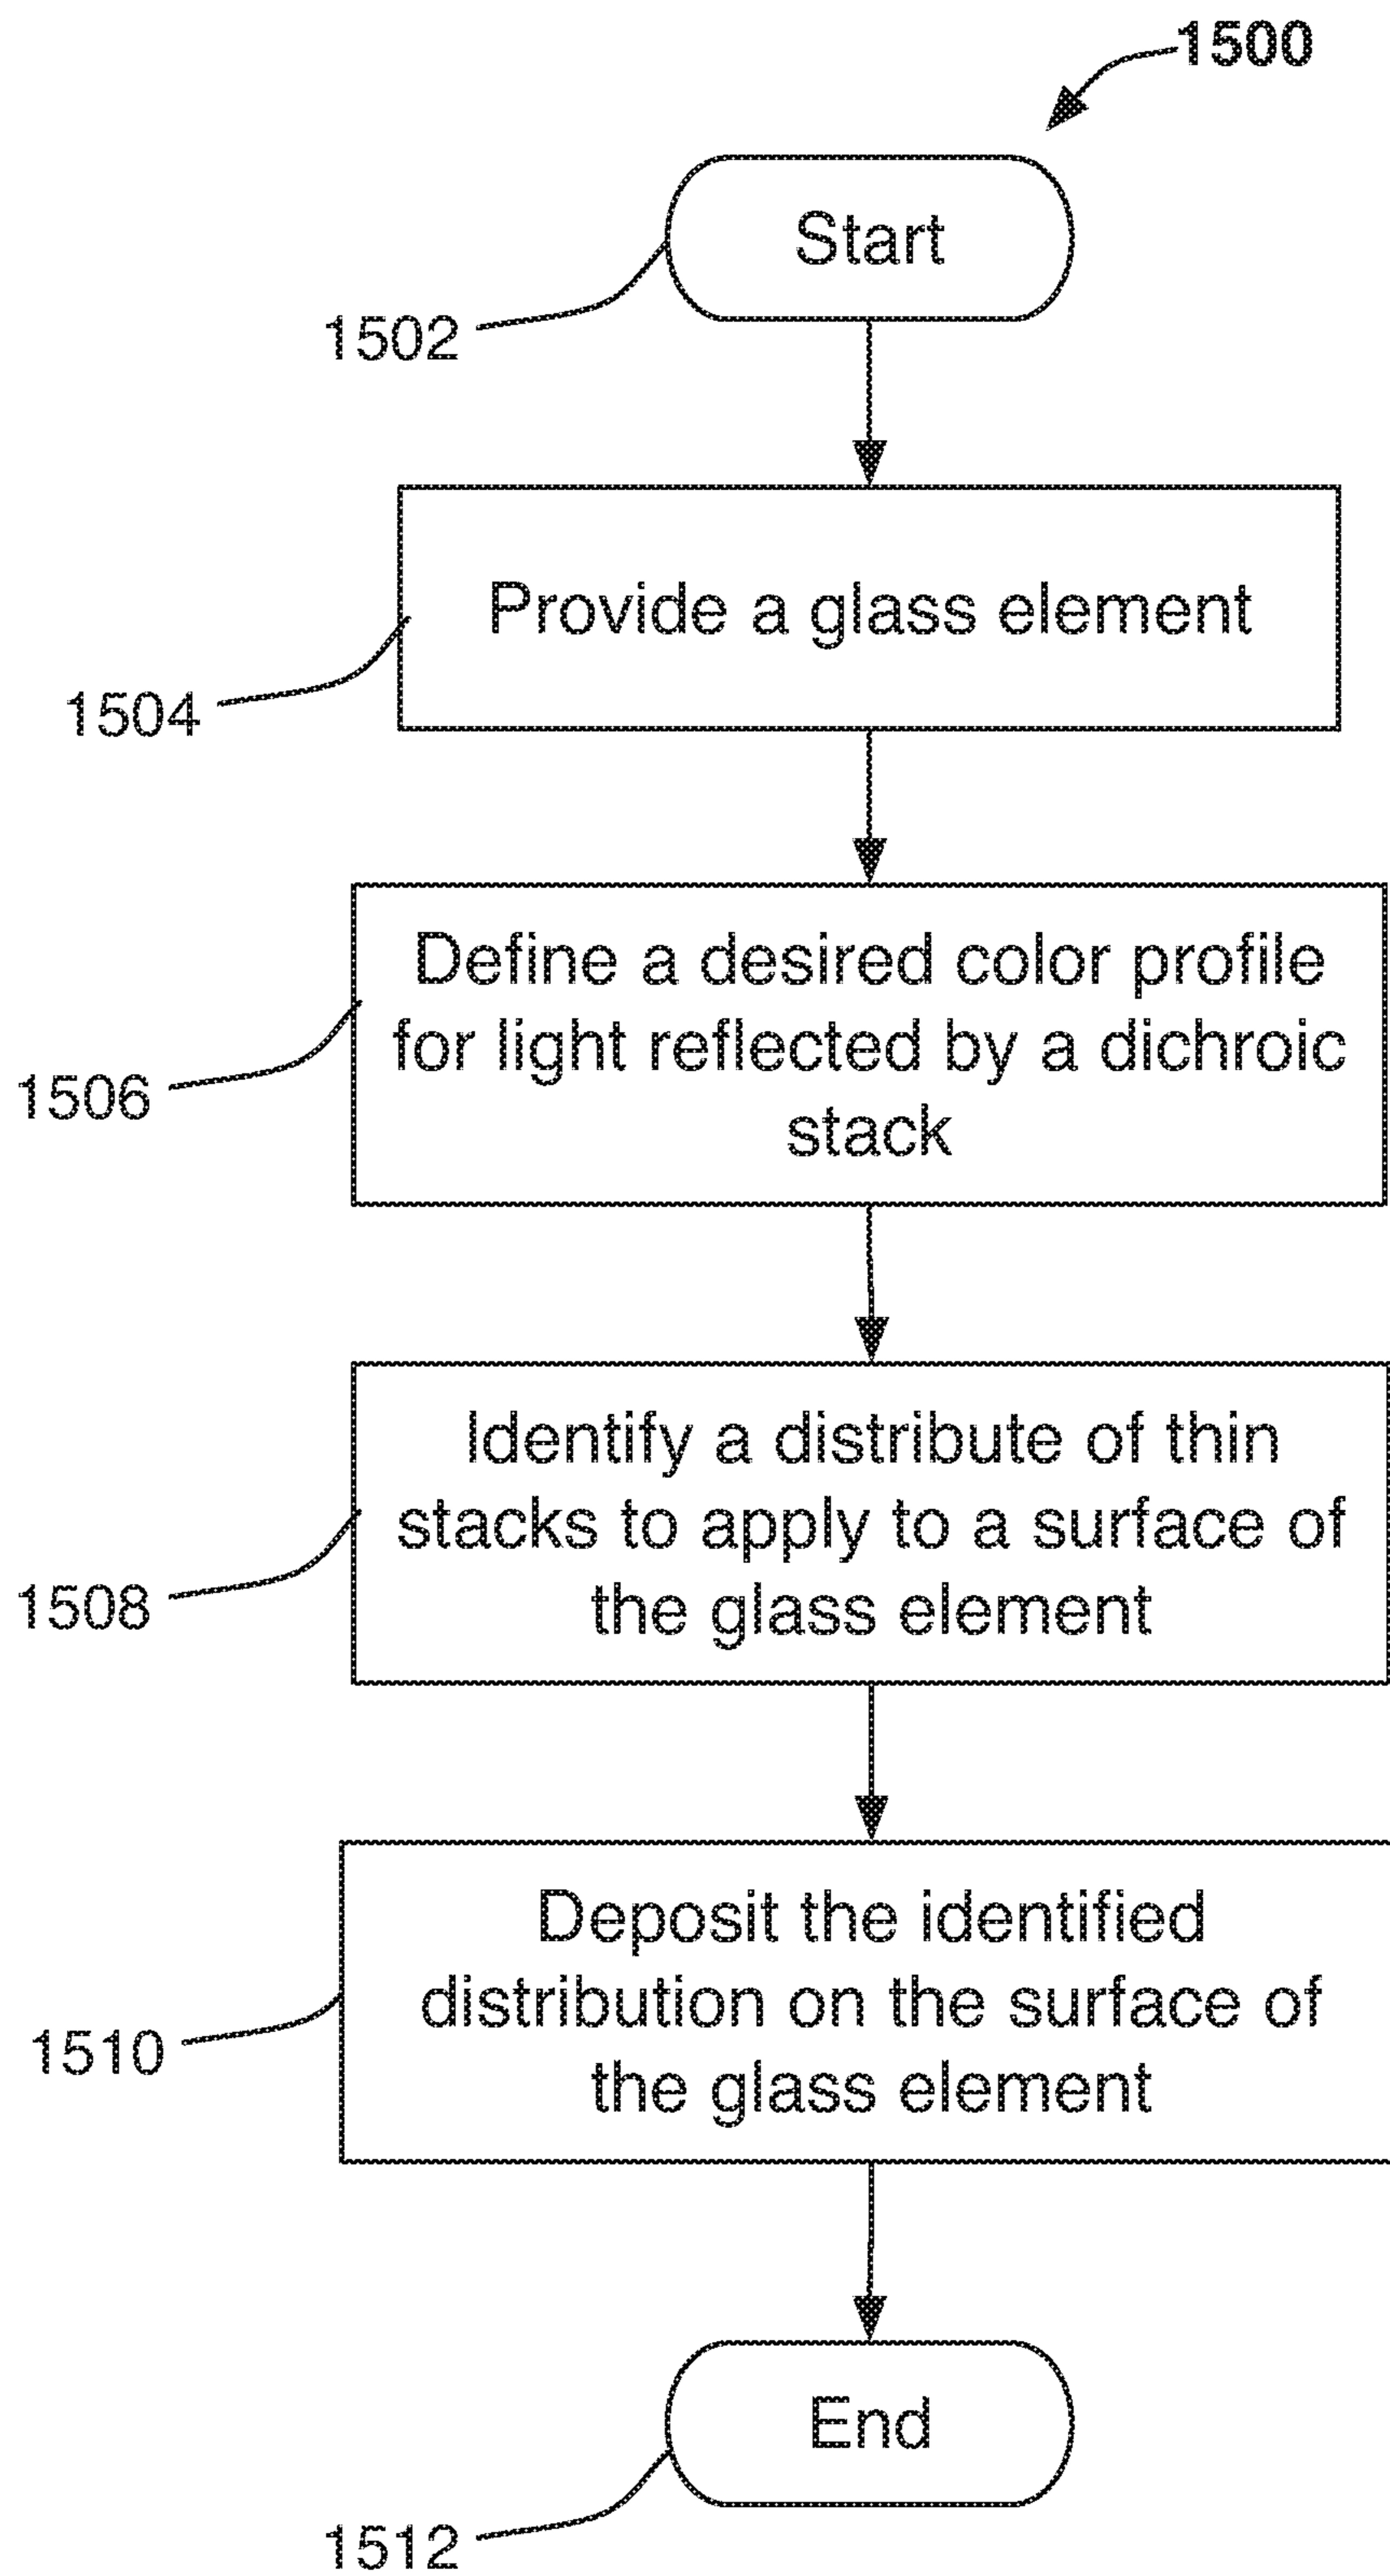 1500
Start
1502
Provide a glass element
1504
Define a desired color profile
for light reflected by a dichroic
stack
1506
Identify a distribute of thin
stacks to apply to a surface of
the glass element
1508
Deposit the identified
distribution on the surface of
the glass element
1510
End
1512